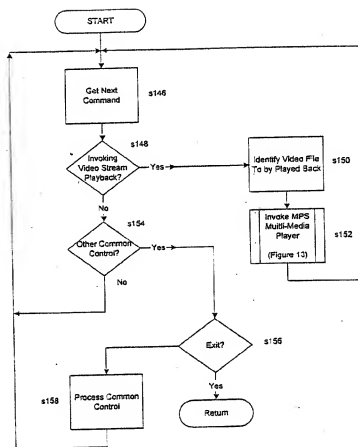 START
Get Next
Command
s146
s148
Invoking
Video Stream
Playback?
Yes
Identify Video File
To by Played Back
s150
No
Invoke MPS
Muitli-Media
Player
(Figure 13)
s152
s154
Other Common
Control?
Yes
No
Exit?
s156
Yes
Process Common
Control
s158
Return